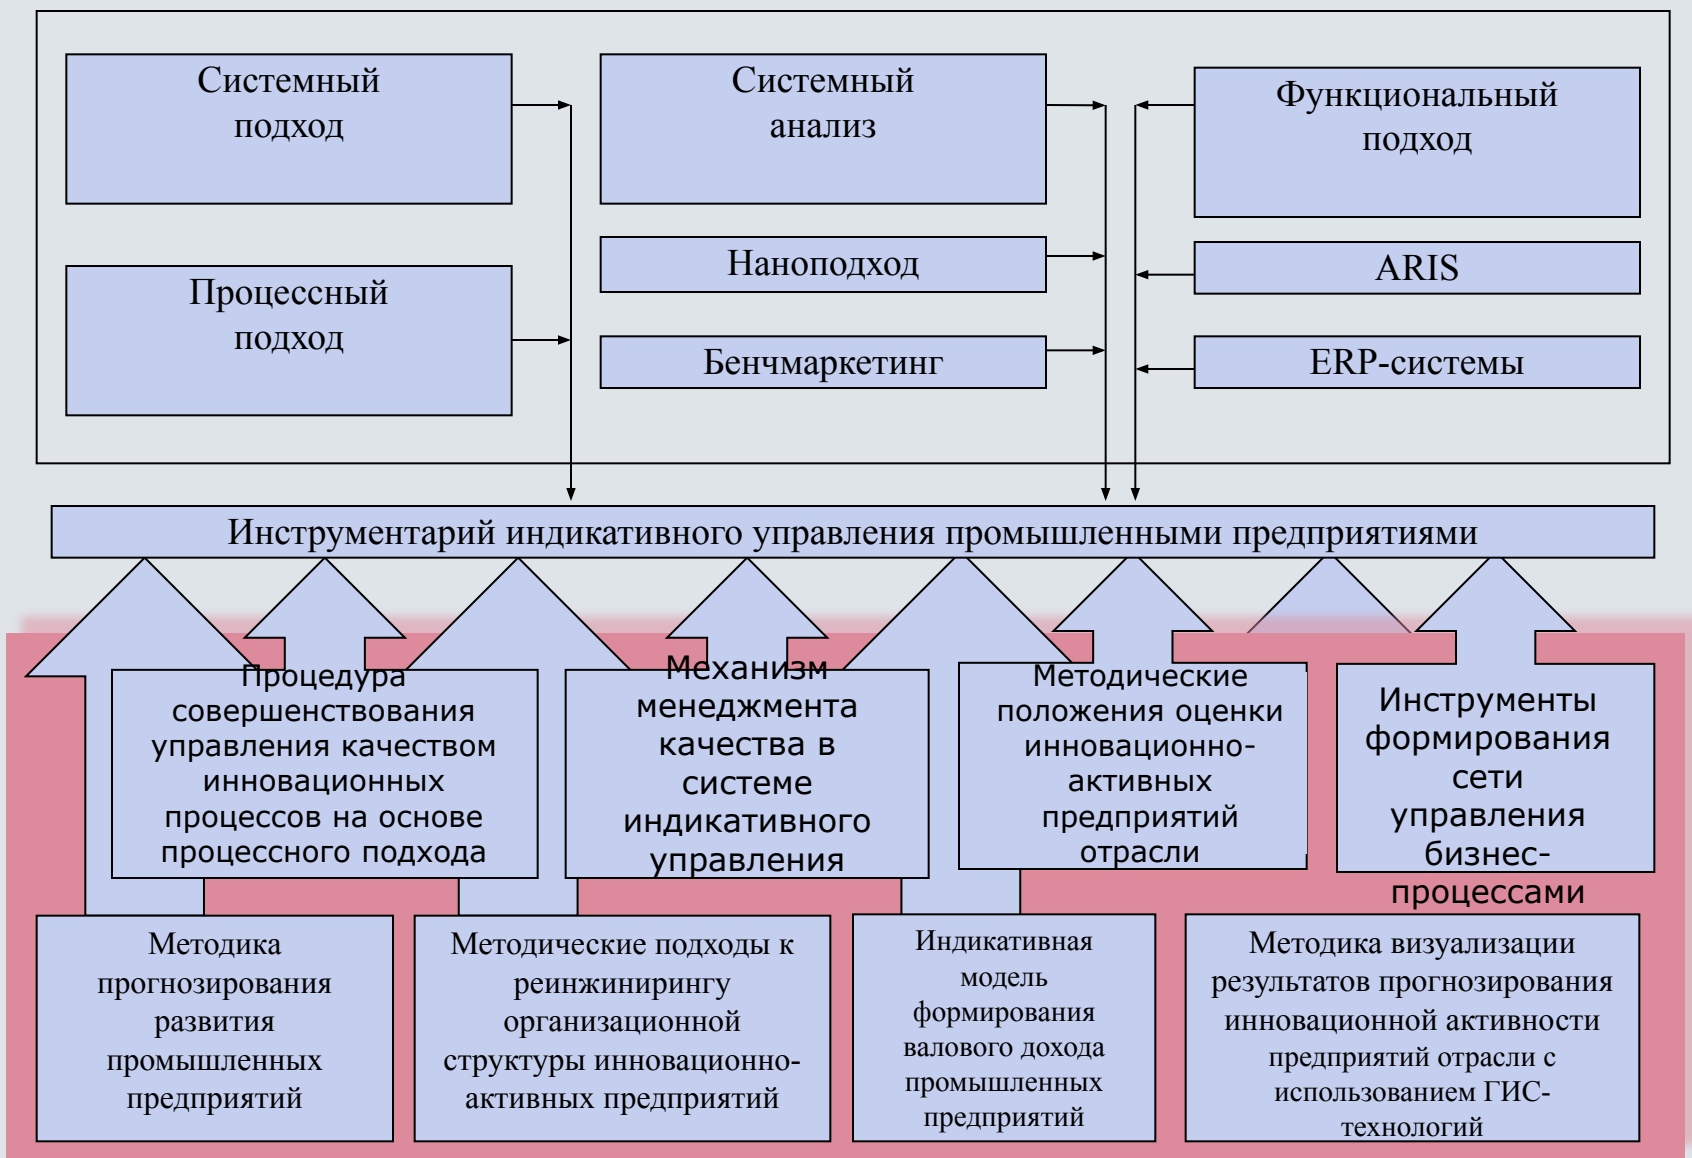 Системный
подход
Системный
анализ
Функциональный
подход
Наноподход
ARIS
Процессный
подход
Бенчмаркетинг
ERP-системы
Инструментарий индикативного управления промышленными предприятиями
Процедура
совершенствования
управления качеством
инновационных
процессов на основе
процессного подхода
Механизм
менеджмента
качества в
системе
индикативного
управления
Методические
положения оценки
инновационно-
активных
предприятий
отрасли
Инструменты
формирования
сети
управления
бизнес-
процессами
Методика
прогнозирования
развития
промышленных
предприятий
Методические подходы к
реинжинирингу
организационной
структуры инновационно-
активных предприятий
Индикативная
модель
формирования
валового дохода
промышленных
предприятий
Методика визуализации
результатов прогнозирования
инновационной активности
предприятий отрасли с
использованием ГИС-
технологий